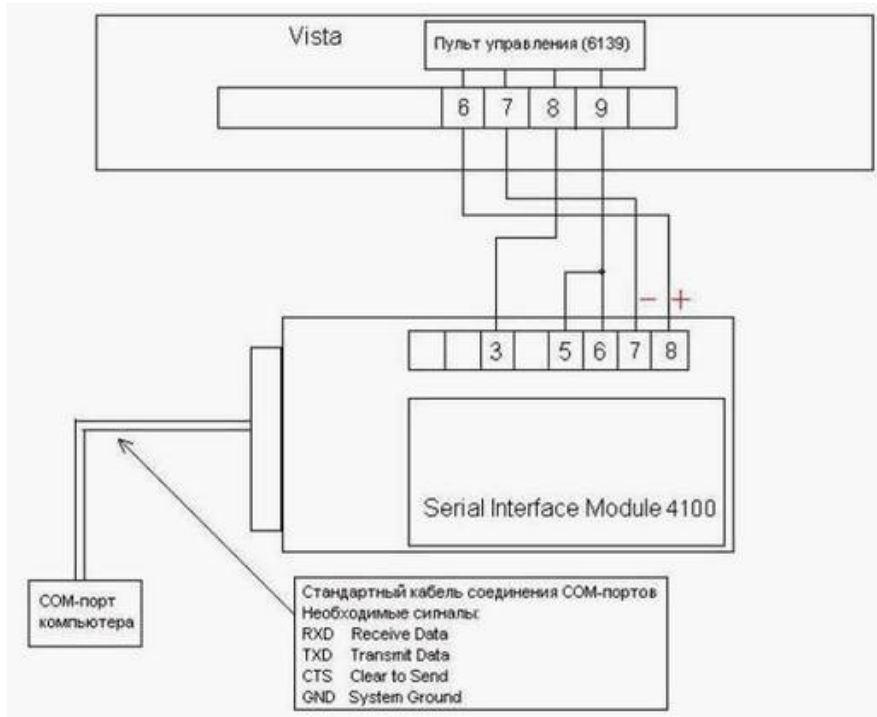 Vista
Пульт управления (6139)
6 7 8 9
− +
3 5 6 7 8
Serial Interface Module 4100
COM-порт
компьютера
Стандартный кабель соединения COM-портов
Необходимые сигналы:
RXD Receive Data
TXD Transmit Data
CTS Clear to Send
GND System Ground